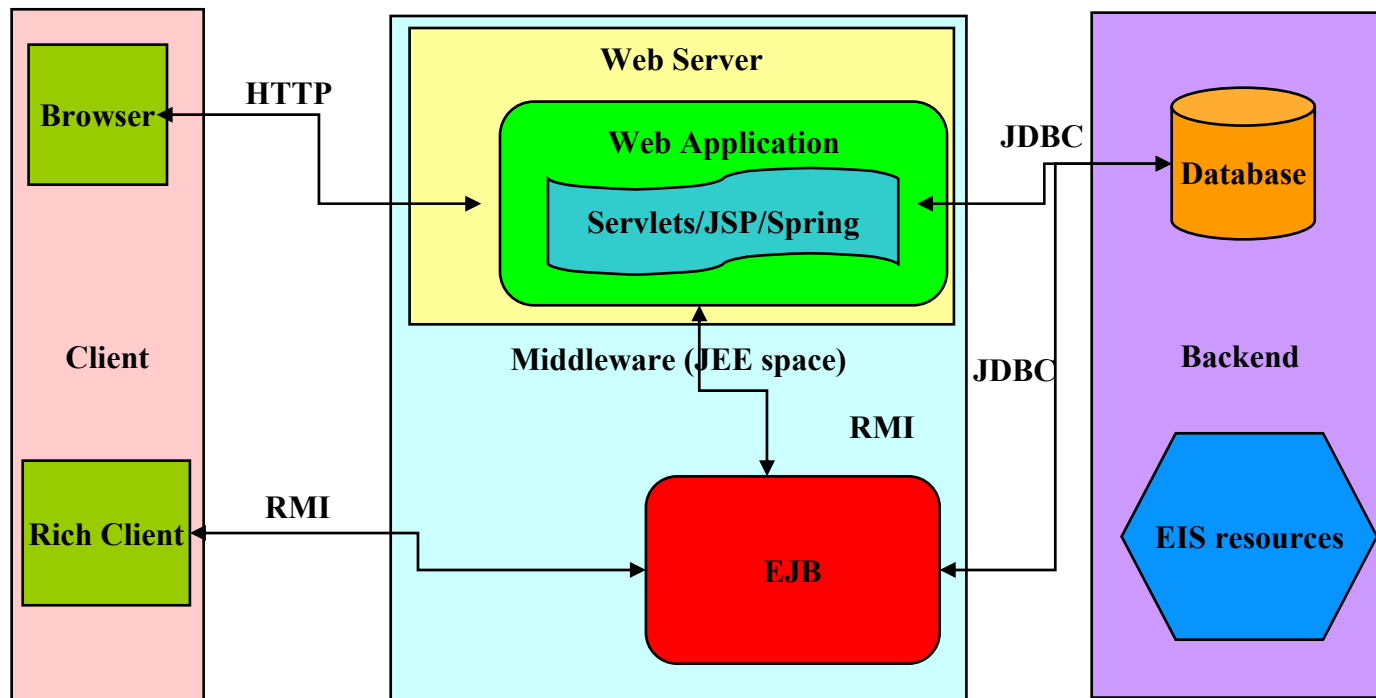 Web Server
Browser
HTTP
Web Application
JDBC
Database
Servlets/JSP/Spring
Client
Middleware (JEE space)
JDBC
Backend
RMI
Rich Client
RMI
EIS resources
EJB